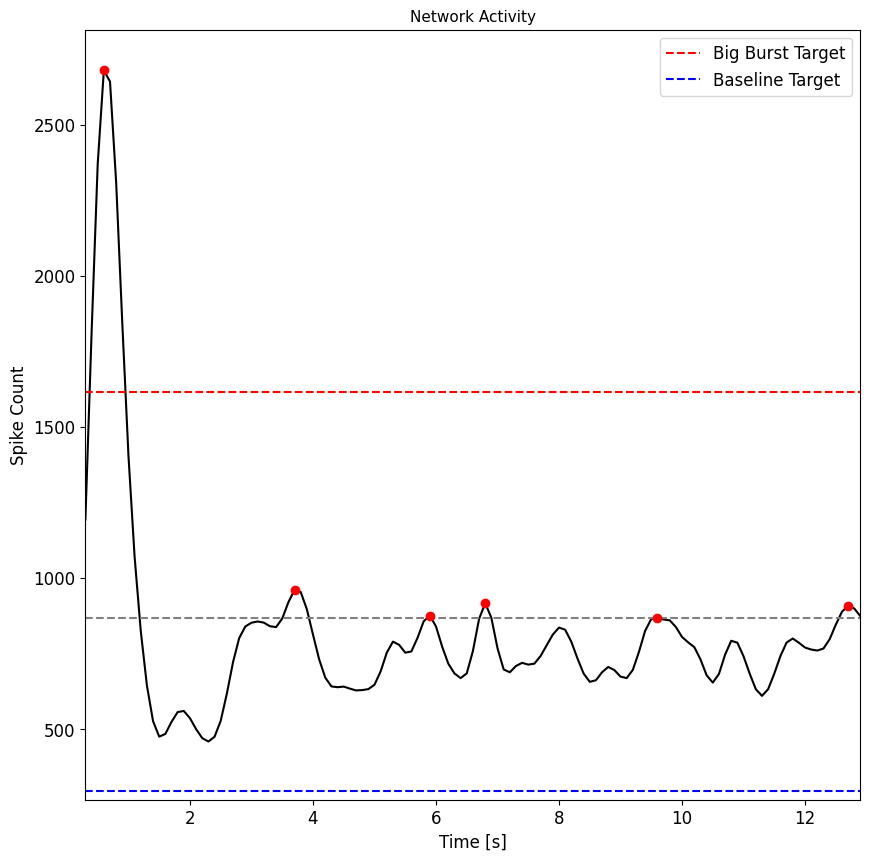 Network Activity
Big Burst Target
Baseline Target
Spike Count
2500
2000
1500
1000
500
2 4 6 8 10 12
Time [s]